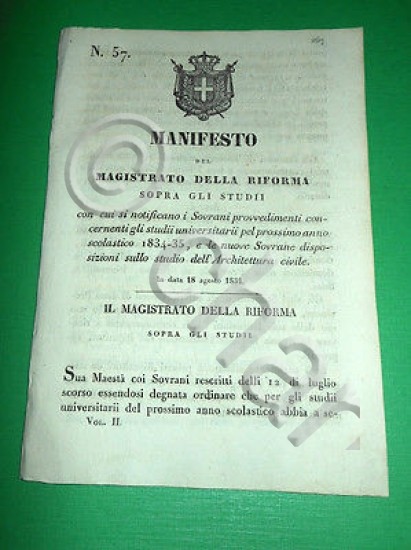 N. 57.
267
MANIFESTO
DEL
MAGISTRATO DELLA RIFORMA
SOPRA GLI STUDII
con cui si notificano i Sovrani provvedimenti con-
cernenti gli studii universitarii pel prossimo anno
scolastico 1834-35, e le nuove Sovrane dispo-
sizioni sullo studio dell'Architettura civile.
In data 18 agosto
IL MAGISTRATO DELLA RIFORMA
SOPRA GLI STUDII
Sua Maestà coi Sovrani rescritti delli 12 di luglio
scorso essendosi degnata ordinare che per gli studii
universitarii del prossimo anno scolastico abbia a se-
Vol. II.